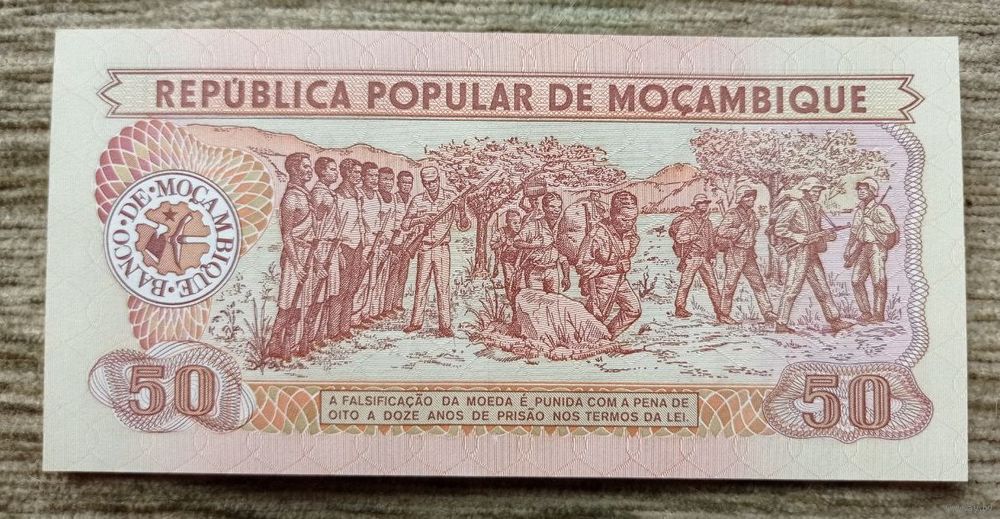 REPÚBLICA POPULAR DE MOÇAMBIQUE
BANCO·DE·MOÇAMBIQUE·
50
A FALSIFICAÇÃO DA MOEDA É PUNIDA COM A PENA DE
OITO A DOZE ANOS DE PRISÃO NOS TERMOS DA LEI.
50